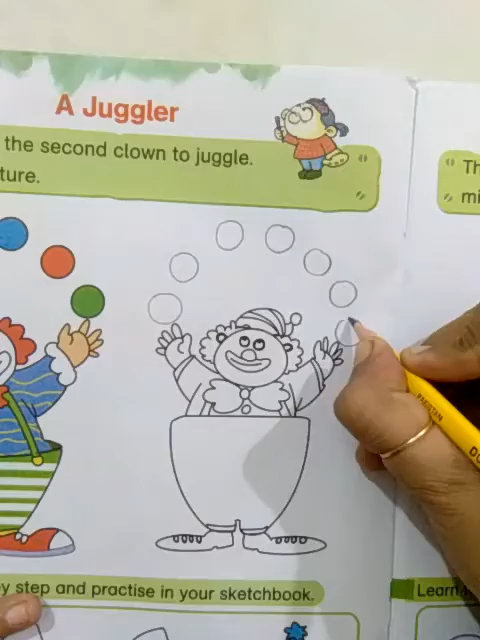 A Juggler
the second clown to juggle.
ture.
Th
mi
step and practise in your sketchbook.
Learn